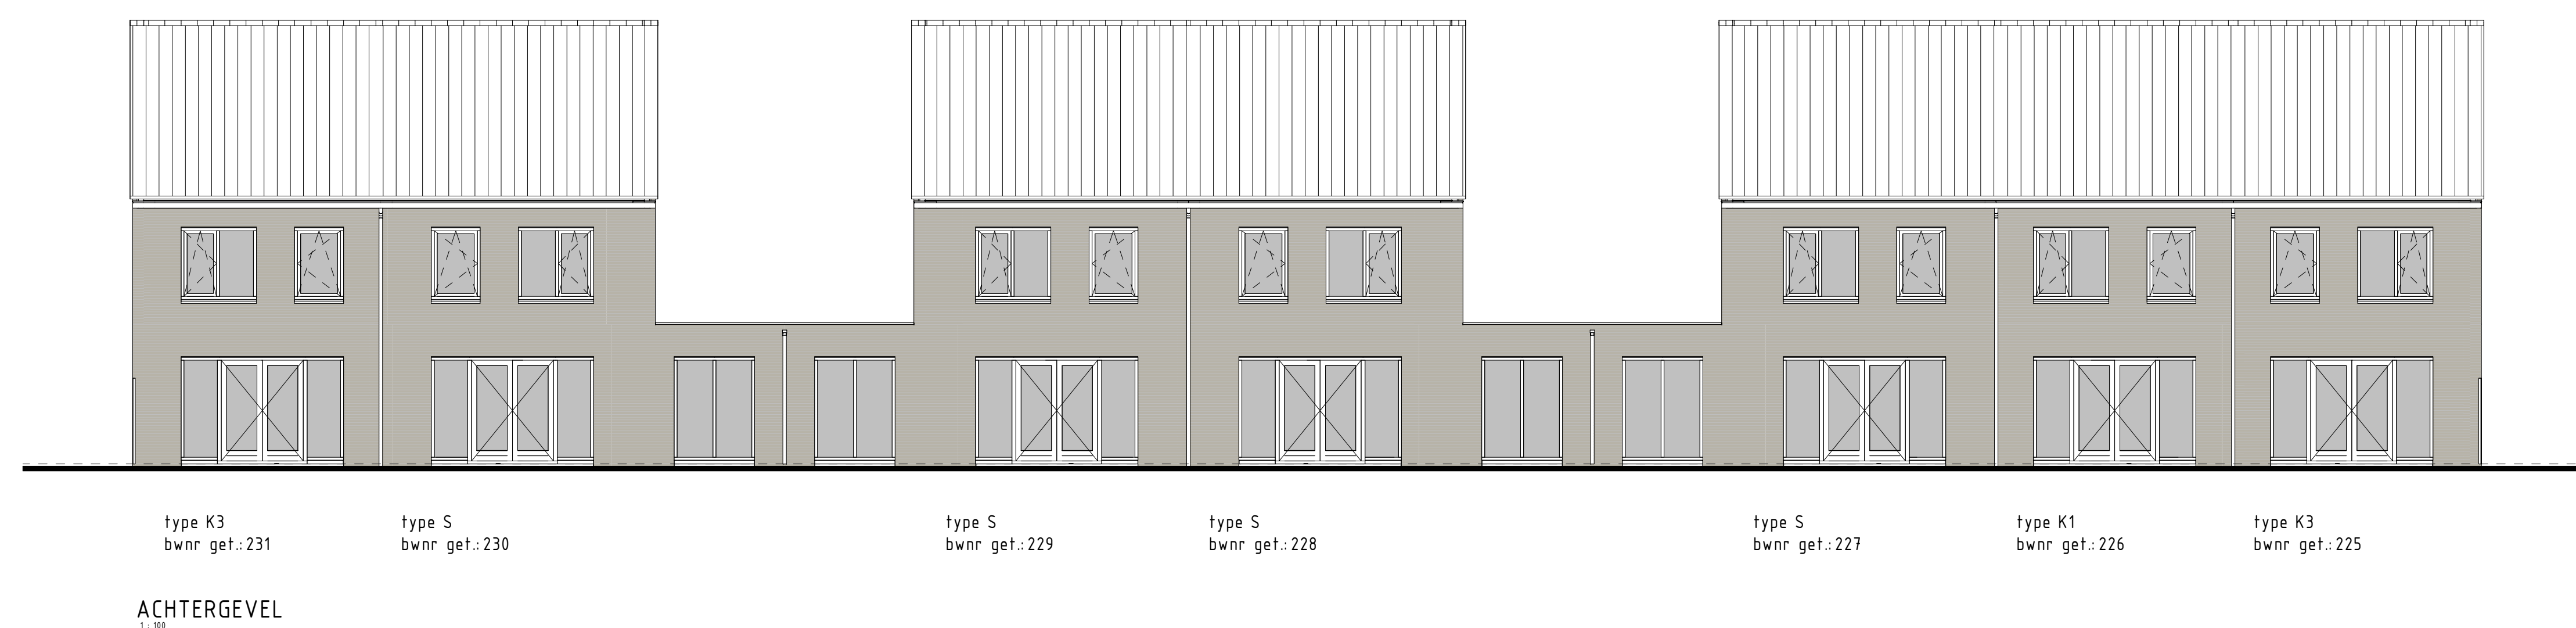 type K3
bwnr get.: 231
type S
bwnr get.: 230
type S
bwnr get.: 229
type S
bwnr get.: 228
type S
bwnr get.: 227
type K1
bwnr get.: 226
type K3
bwnr get.: 225
ACHTERGEVEL
1 : 100